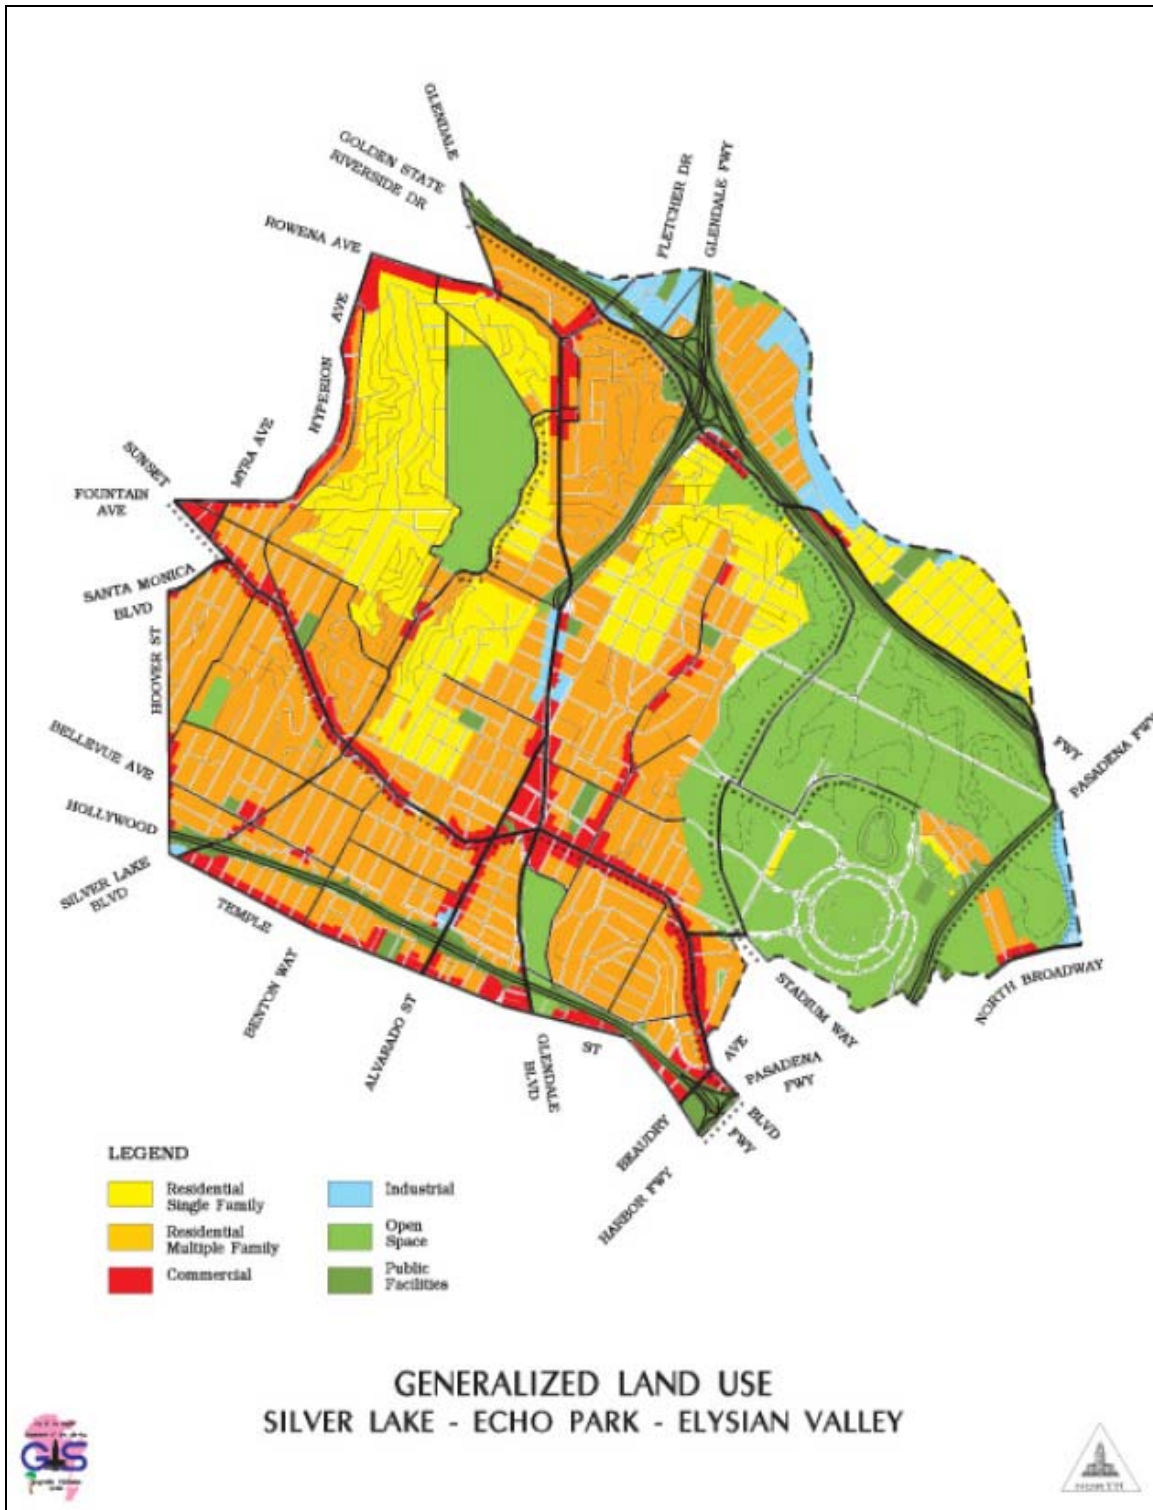 GLENDALE
GOLDEN STATE
RIVERSIDE DR
FLETCHER DR
GLENDALE FWY
ROWENA AVE
HYPERION AVE
MYRA AVE
SUNSET
FOUNTAIN
AVE
SANTA MONICA
BLVD
HOOVER ST
BELLEVUE AVE
HOLLYWOOD
SILVER LAKE
BLVD
TEMPLE
ST
BENTON WAY
ALVARADO ST
GLENDALE
BLVD
FWY
PASADENA FWY
NORTH BROADWAY
STADIUM WAY
AVE
PASADENA
FWY
BLVD
FWY
BEAUDRY
HARBOR FWY
LEGEND
Residential
Single Family
Residential
Multiple Family
Commercial
Industrial
Open
Space
Public
Facilities
GENERALIZED LAND USE
SILVER LAKE - ECHO PARK - ELYSIAN VALLEY
GIS
NORTH